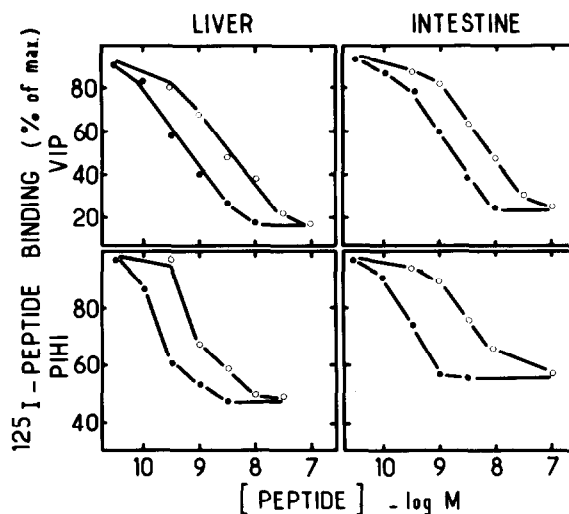 LIVER INTESTINE
125 I-PEPTIDE BINDING (% of max.)
VIP
80
60
40
20
PIHI
80
60
40
10 9 8 7 10 9 8 7
[ PEPTIDE ] -log M